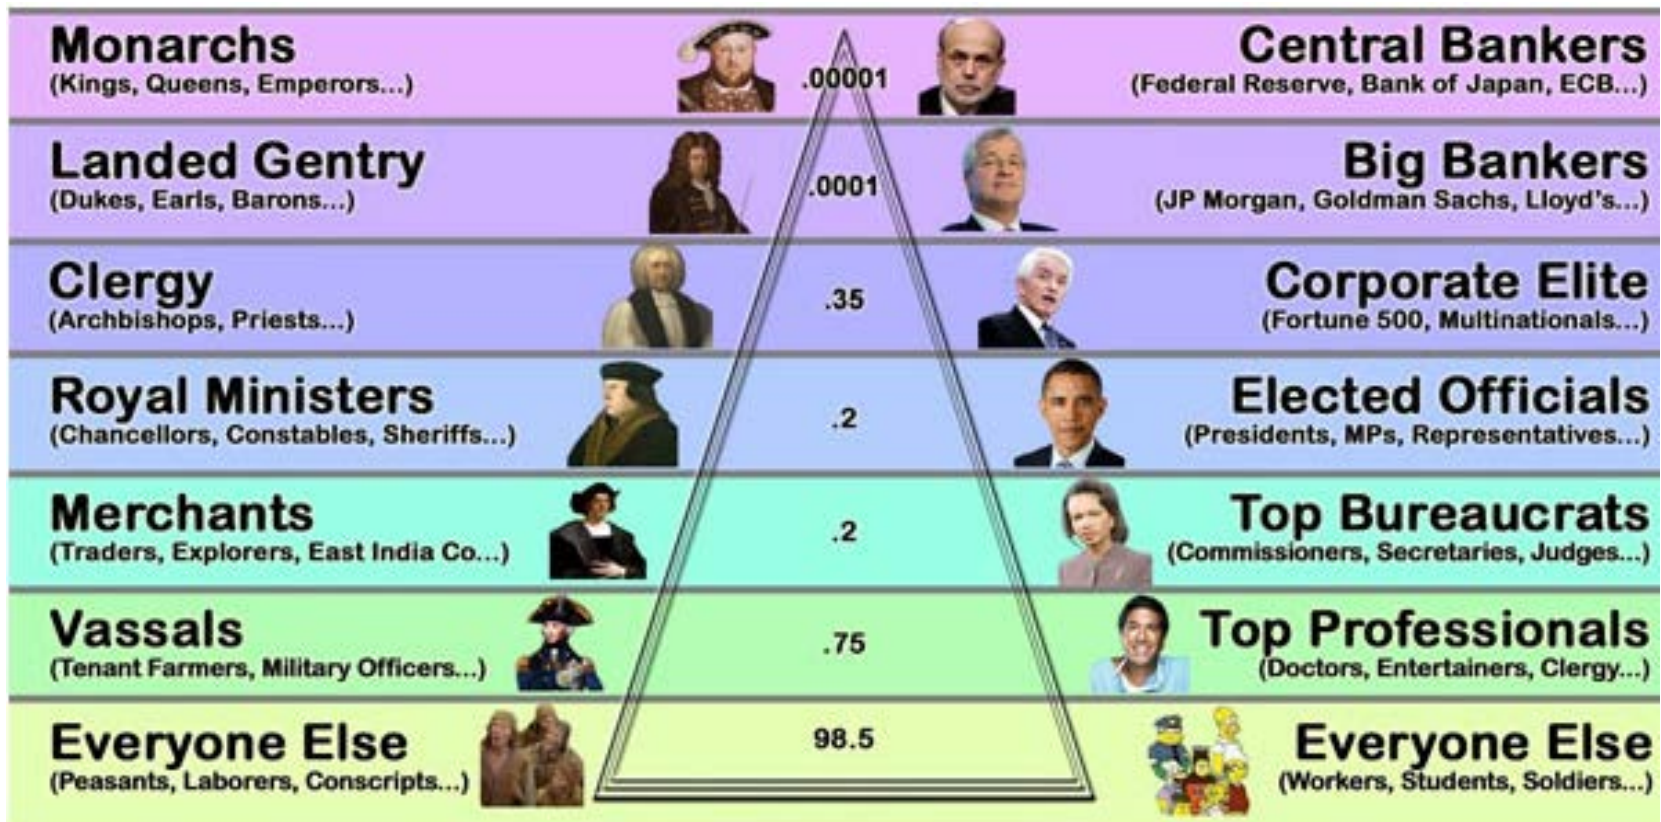 Monarchs
(Kings, Queens, Emperors...)
.00001
Central Bankers
(Federal Reserve, Bank of Japan, ECB...)
Landed Gentry
(Dukes, Earls, Barons...)
.0001
Big Bankers
(JP Morgan, Goldman Sachs, Lloyd's...)
Clergy
(Archbishops, Priests...)
.35
Corporate Elite
(Fortune 500, Multinationals...)
Royal Ministers
(Chancellors, Constables, Sheriffs...)
.2
Elected Officials
(Presidents, MPs, Representatives...)
Merchants
(Traders, Explorers, East India Co...)
.2
Top Bureaucrats
(Commissioners, Secretaries, Judges...)
Vassals
(Tenant Farmers, Military Officers...)
.75
Top Professionals
(Doctors, Entertainers, Clergy...)
Everyone Else
(Peasants, Laborers, Conscripts...)
98.5
Everyone Else
(Workers, Students, Soldiers...)